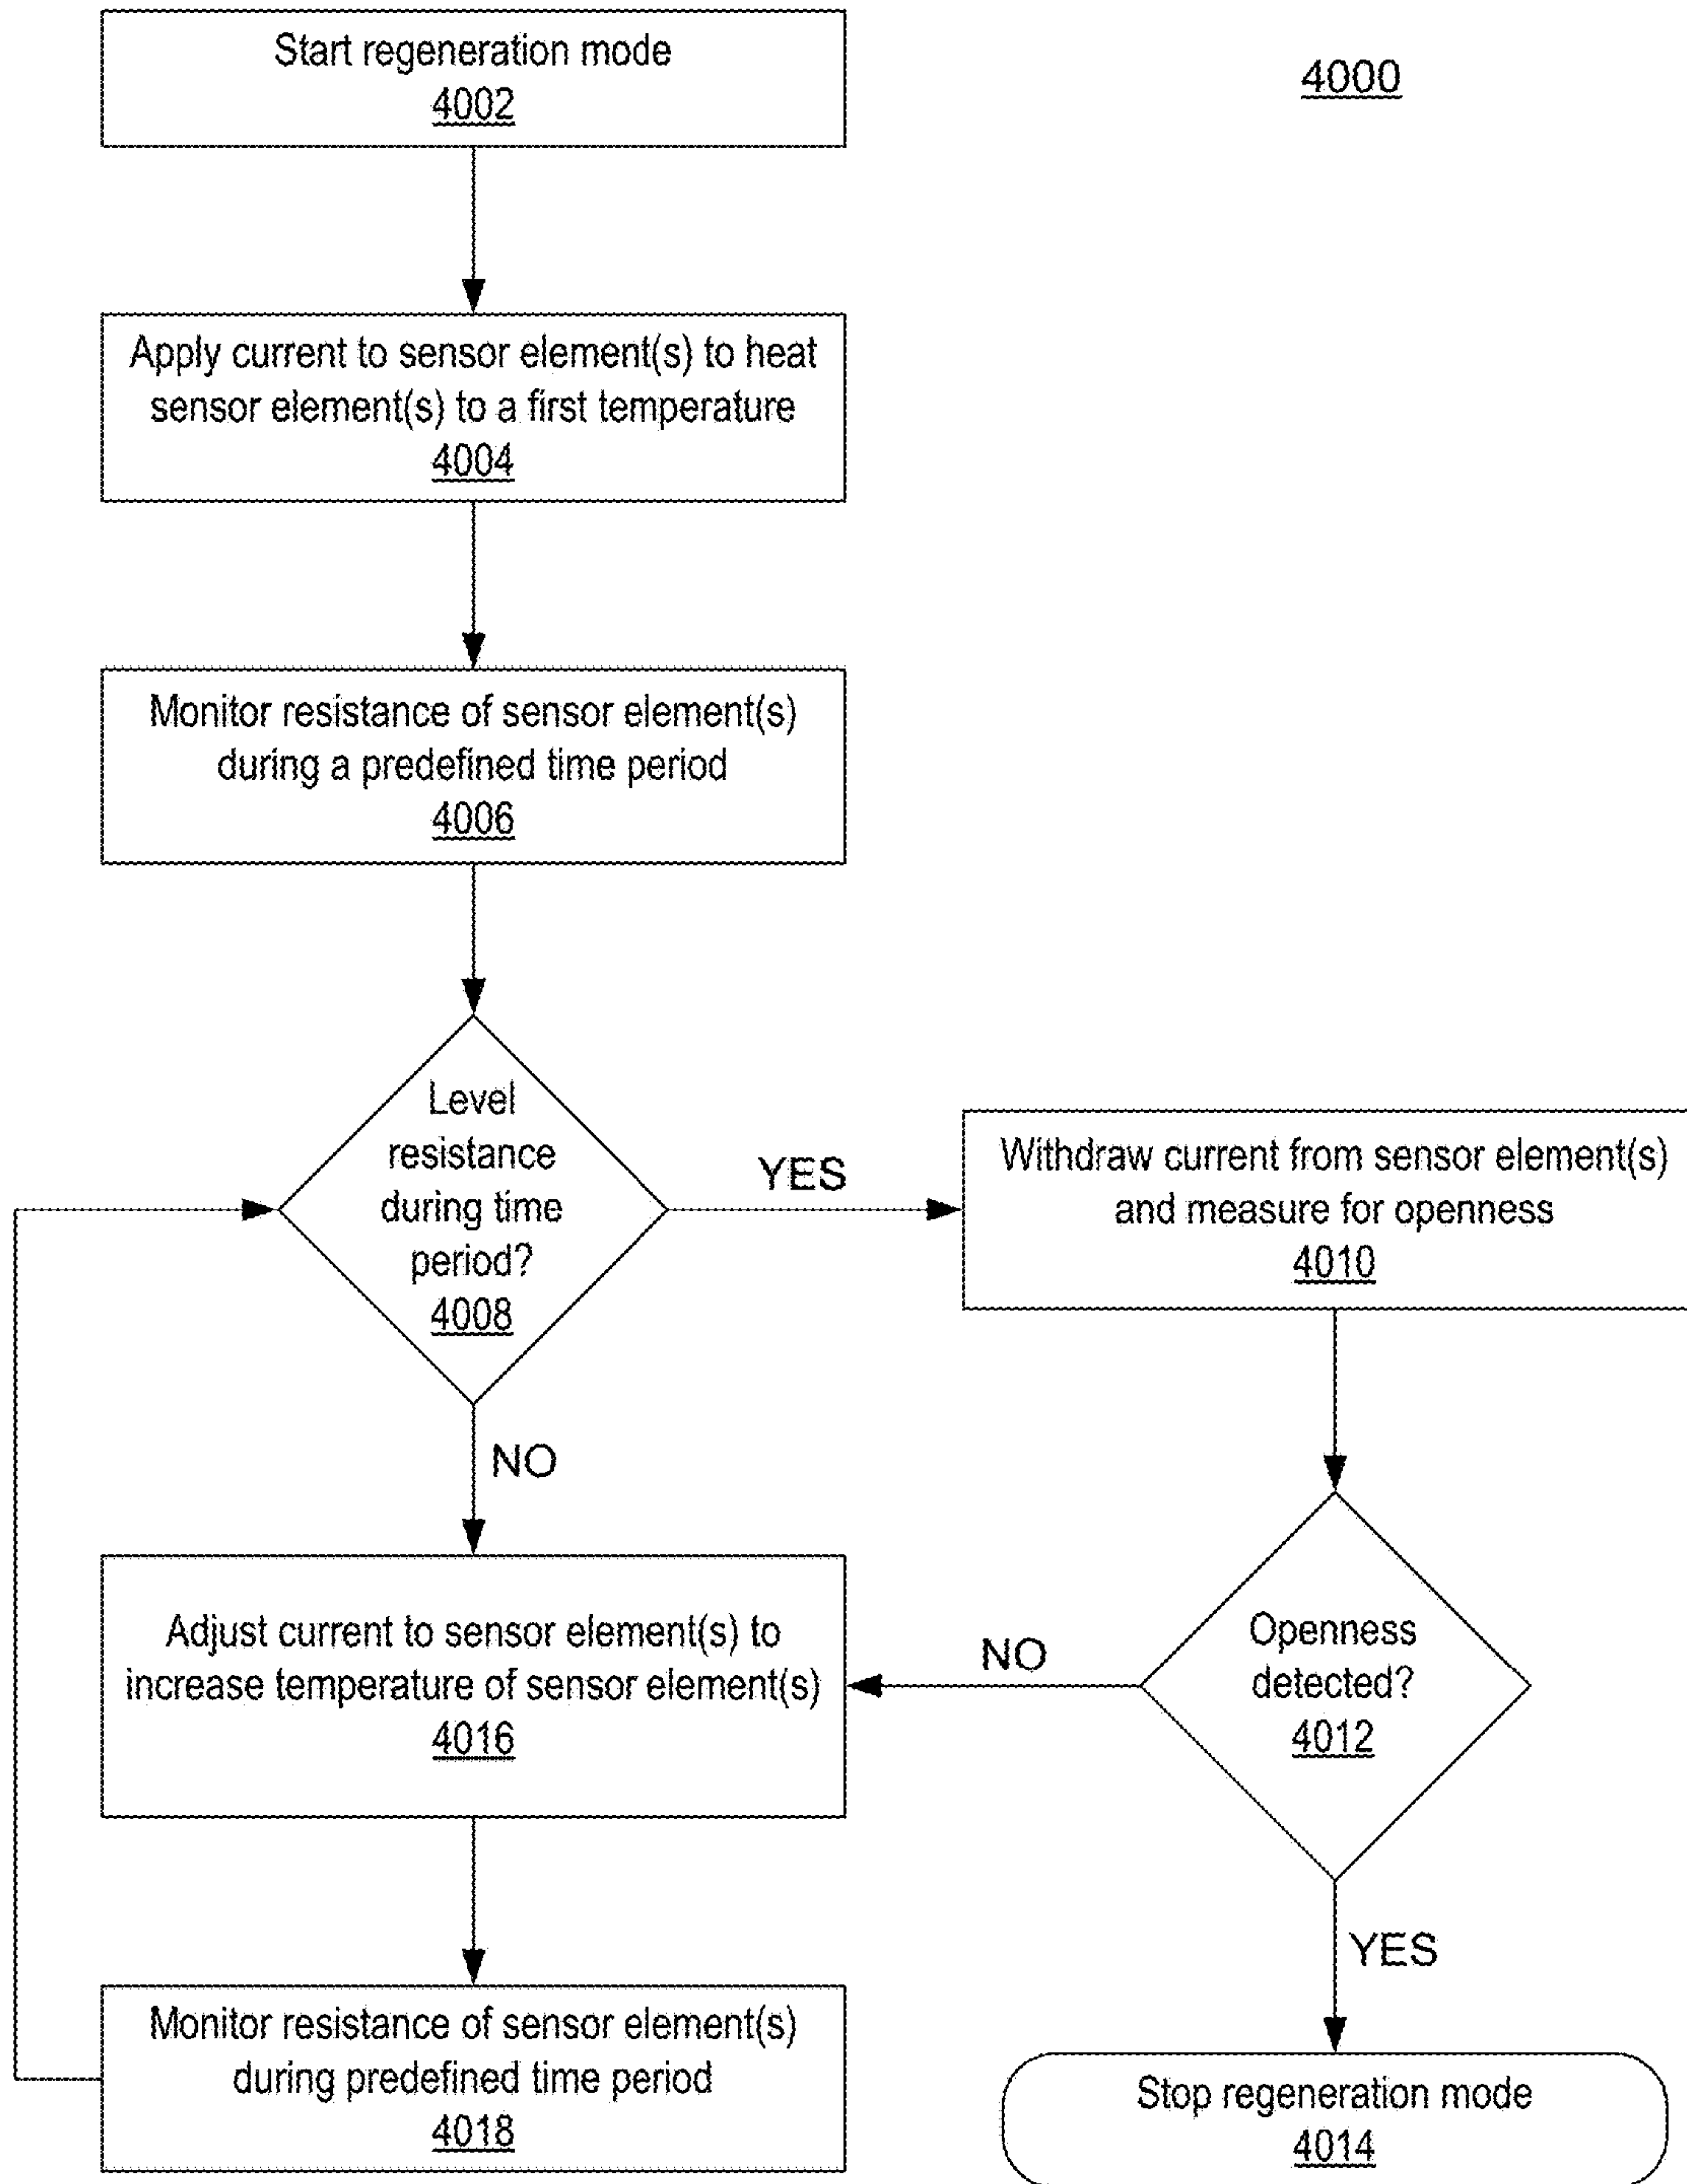 Start regeneration mode
4002
4000
Apply current to sensor element(s) to heat
sensor element(s) to a first temperature
4004
Monitor resistance of sensor element(s)
during a predefined time period
4006
Level
resistance
during time
period?
4008
YES
Withdraw current from sensor element(s)
and measure for openness
4010
NO
Adjust current to sensor element(s) to
increase temperature of sensor element(s)
4016
NO
Openness
detected?
4012
YES
Monitor resistance of sensor element(s)
during predefined time period
4018
Stop regeneration mode
4014